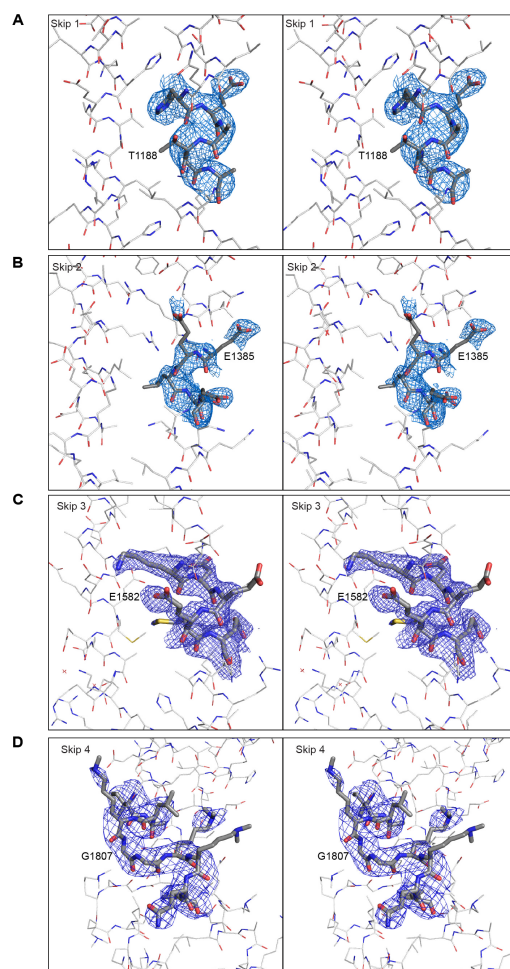 A
Skip 1
Skip 1
T1188
T1188
B
Skip 2
Skip 2
E1385
E1385
C
Skip 3
Skip 3
E1582
E1582
D
Skip 4
Skip 4
G1807
G1807